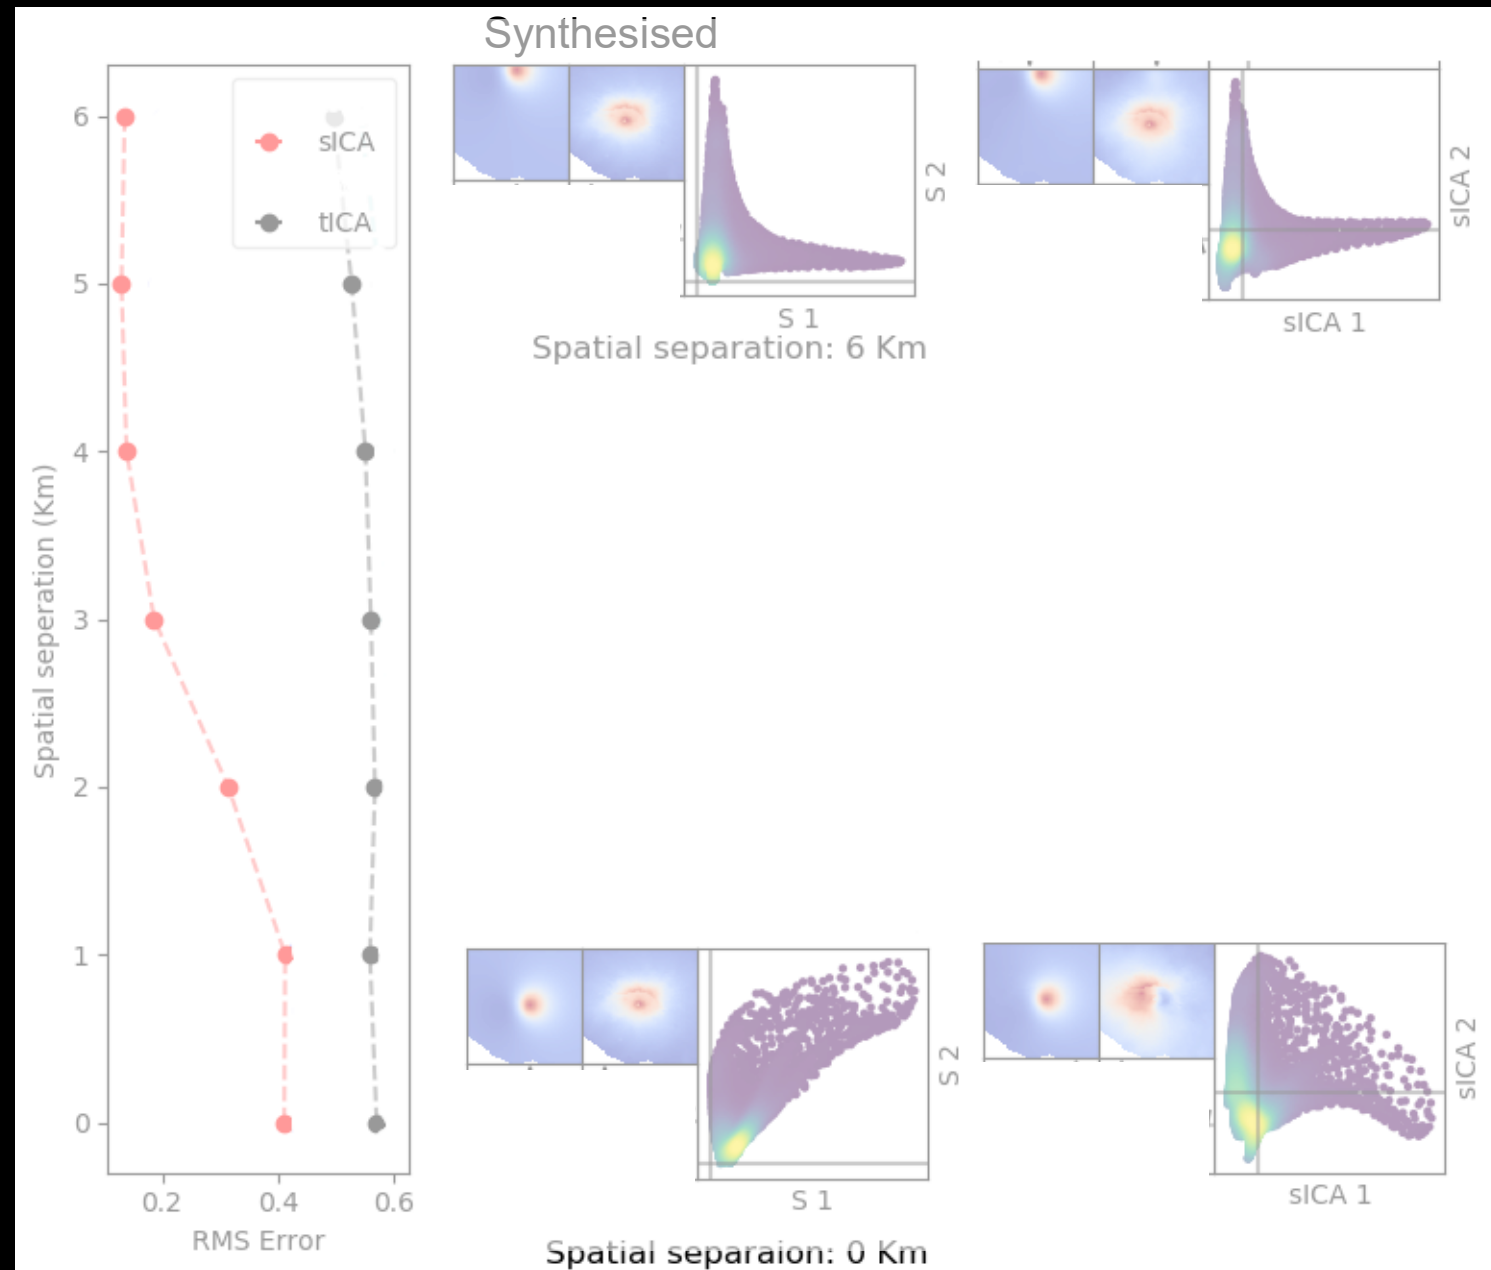 Synthesised
sICA
tICA
6
5
4
3
2
1
0
Spatial seperation (Km)
0.2 0.4 0.6
RMS Error
S 2
S 1
Spatial separation: 6 Km
sICA 2
sICA 1
S 2
S 1
Spatial separaion: 0 Km
sICA 2
sICA 1